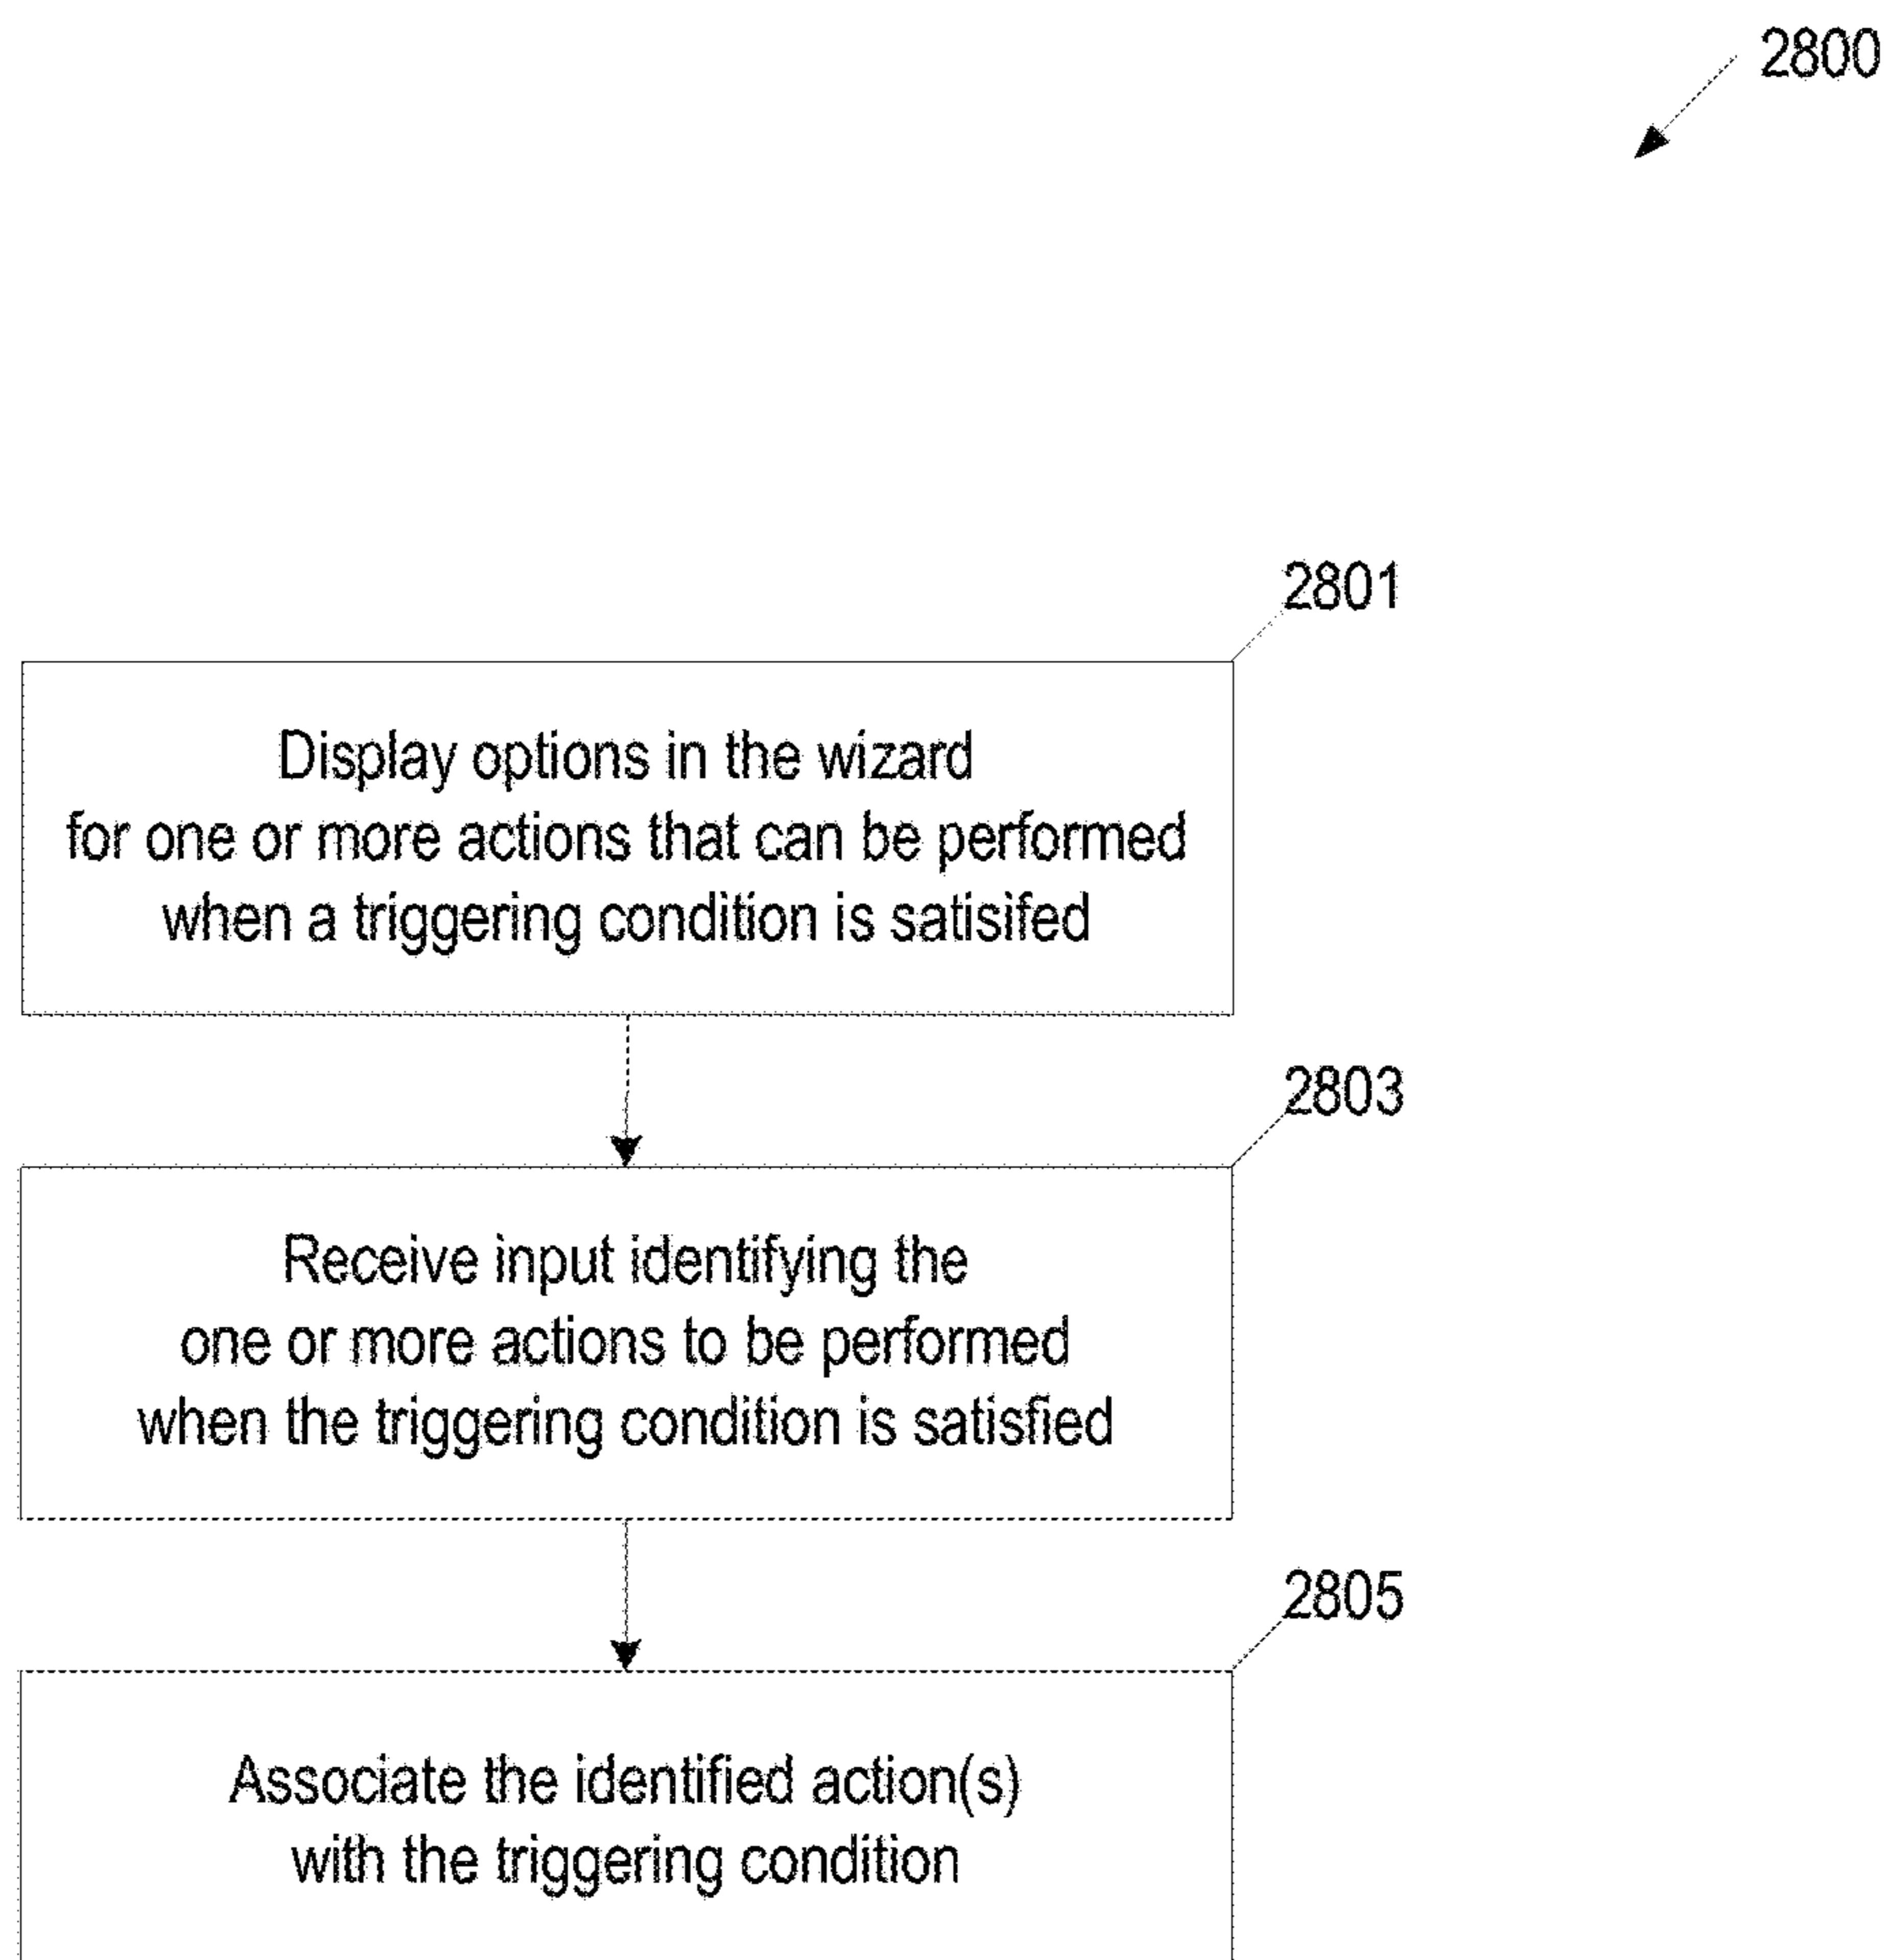 2800
2801
Display options in the wizard
for one or more actions that can be performed
when a triggering condition is satisifed
2803
Receive input identifying the
one or more actions to be performed
when the triggering condition is satisfied
2805
Associate the identified action(s)
with the triggering condition